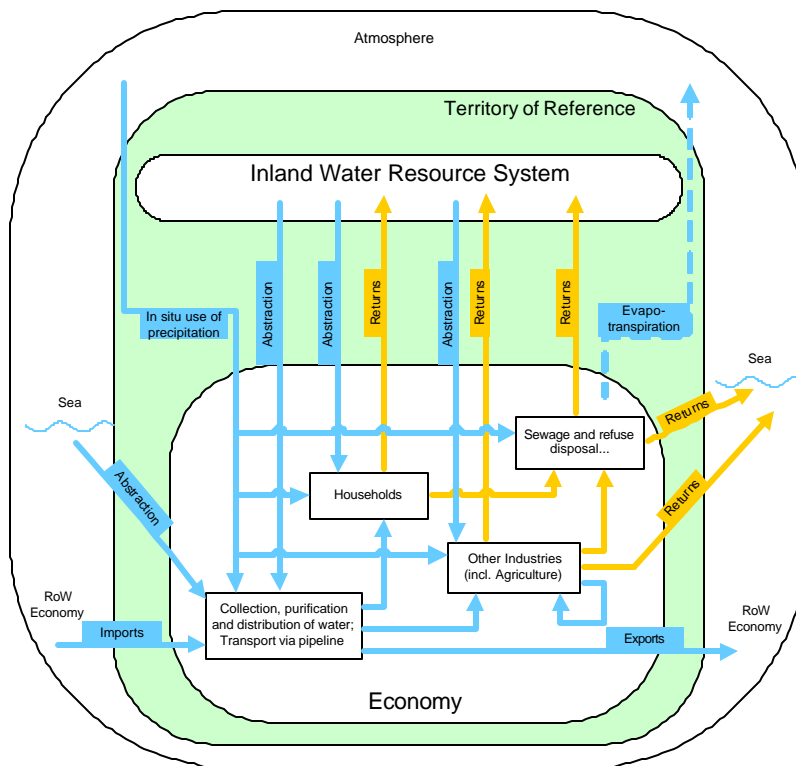 Atmosphere
Territory of Reference
Inland Water Resource System
In situ use of
precipitation
Abstraction
Abstraction
Returns
Abstraction
Returns
Returns
Evapo-
transpiration
Sea
Sea
Abstraction
Returns
Returns
Sewage and refuse
disposal...
Households
Other Industries
(incl. Agriculture)
Collection, purification
and distribution of water;
Transport via pipeline
RoW
Economy
Imports
Exports
RoW
Economy
Economy